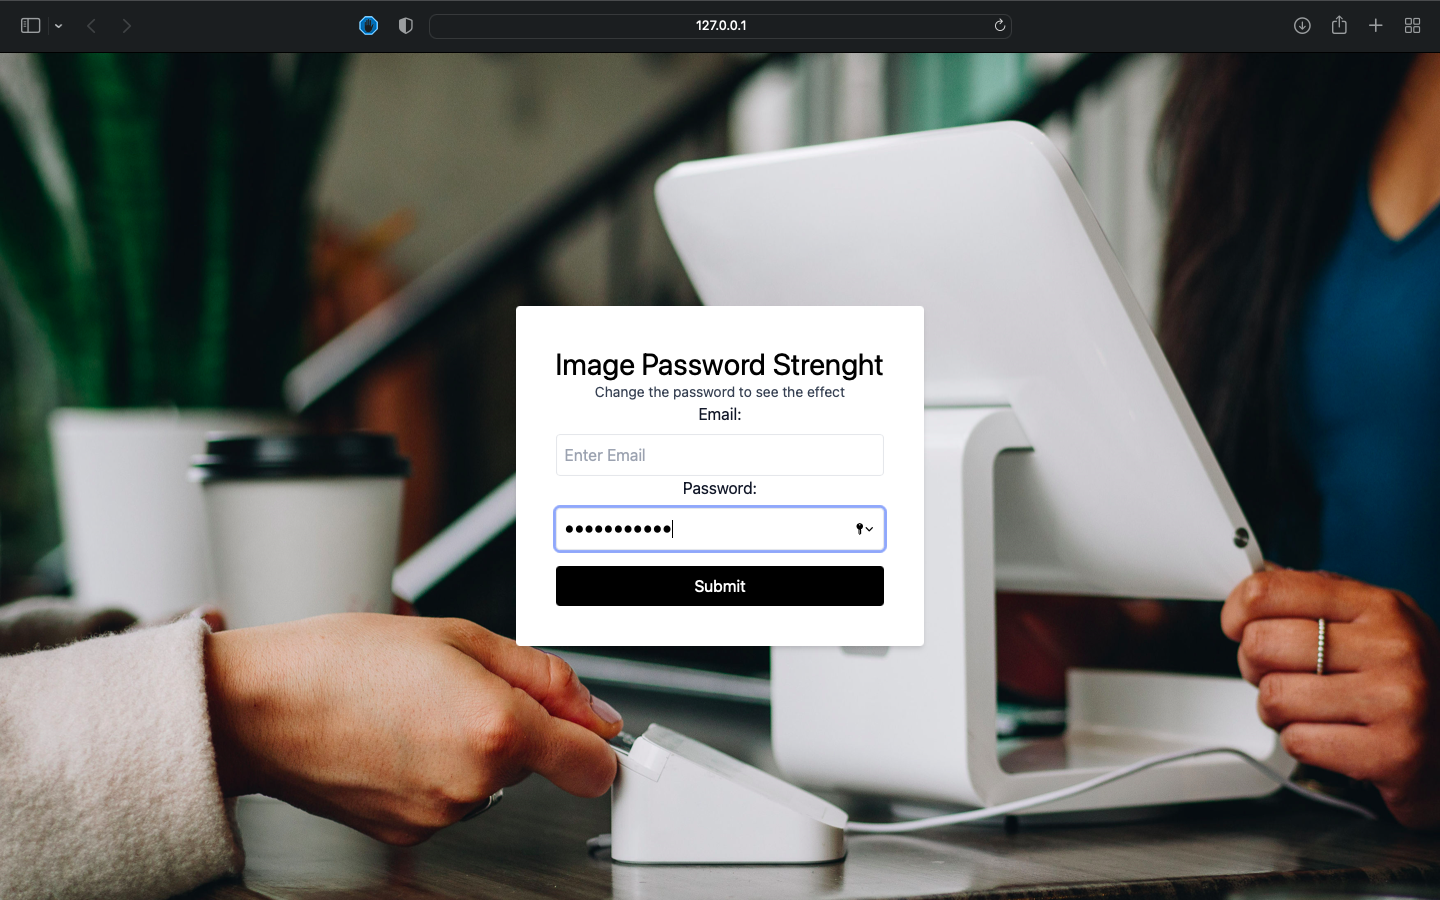 127.0.0.1
Image Password Strenght
Change the password to see the effect
Email:
Enter Email
Password:
Submit